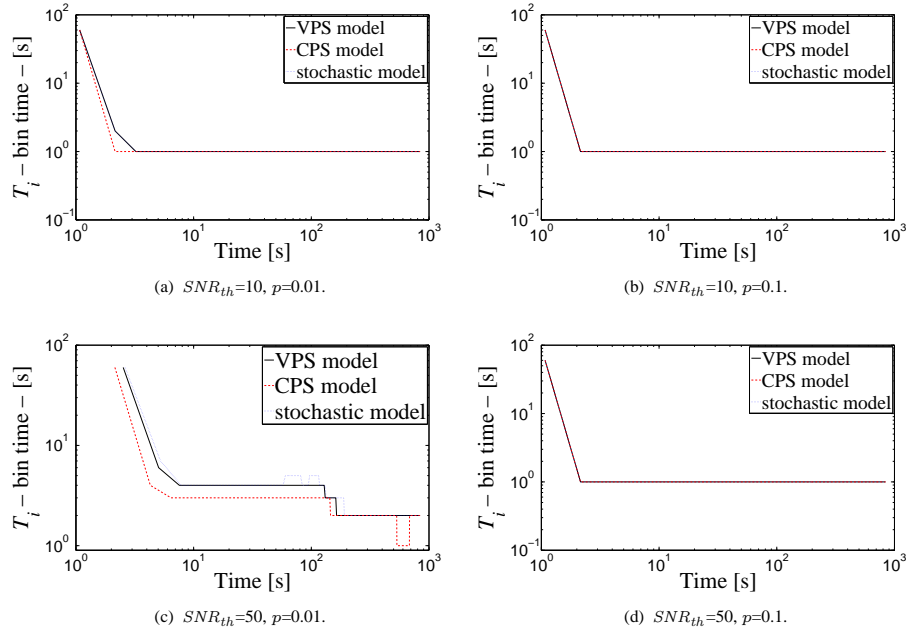 VPS model
CPS model
stochastic model
T_i − bin time − [s]
10^2
10^1
10^0
10^−1
10^0
10^1
10^2
10^3
Time [s]
(a) SNR_th=10, p=0.01.
VPS model
CPS model
stochastic model
T_i − bin time − [s]
10^2
10^1
10^0
10^−1
10^0
10^1
10^2
10^3
Time [s]
(b) SNR_th=10, p=0.1.
VPS model
CPS model
stochastic model
T_i − bin time − [s]
10^2
10^1
10^0
10^0
10^1
10^2
10^3
Time [s]
(c) SNR_th=50, p=0.01.
VPS model
CPS model
stochastic model
T_i − bin time − [s]
10^2
10^1
10^0
10^−1
10^0
10^1
10^2
10^3
Time [s]
(d) SNR_th=50, p=0.1.